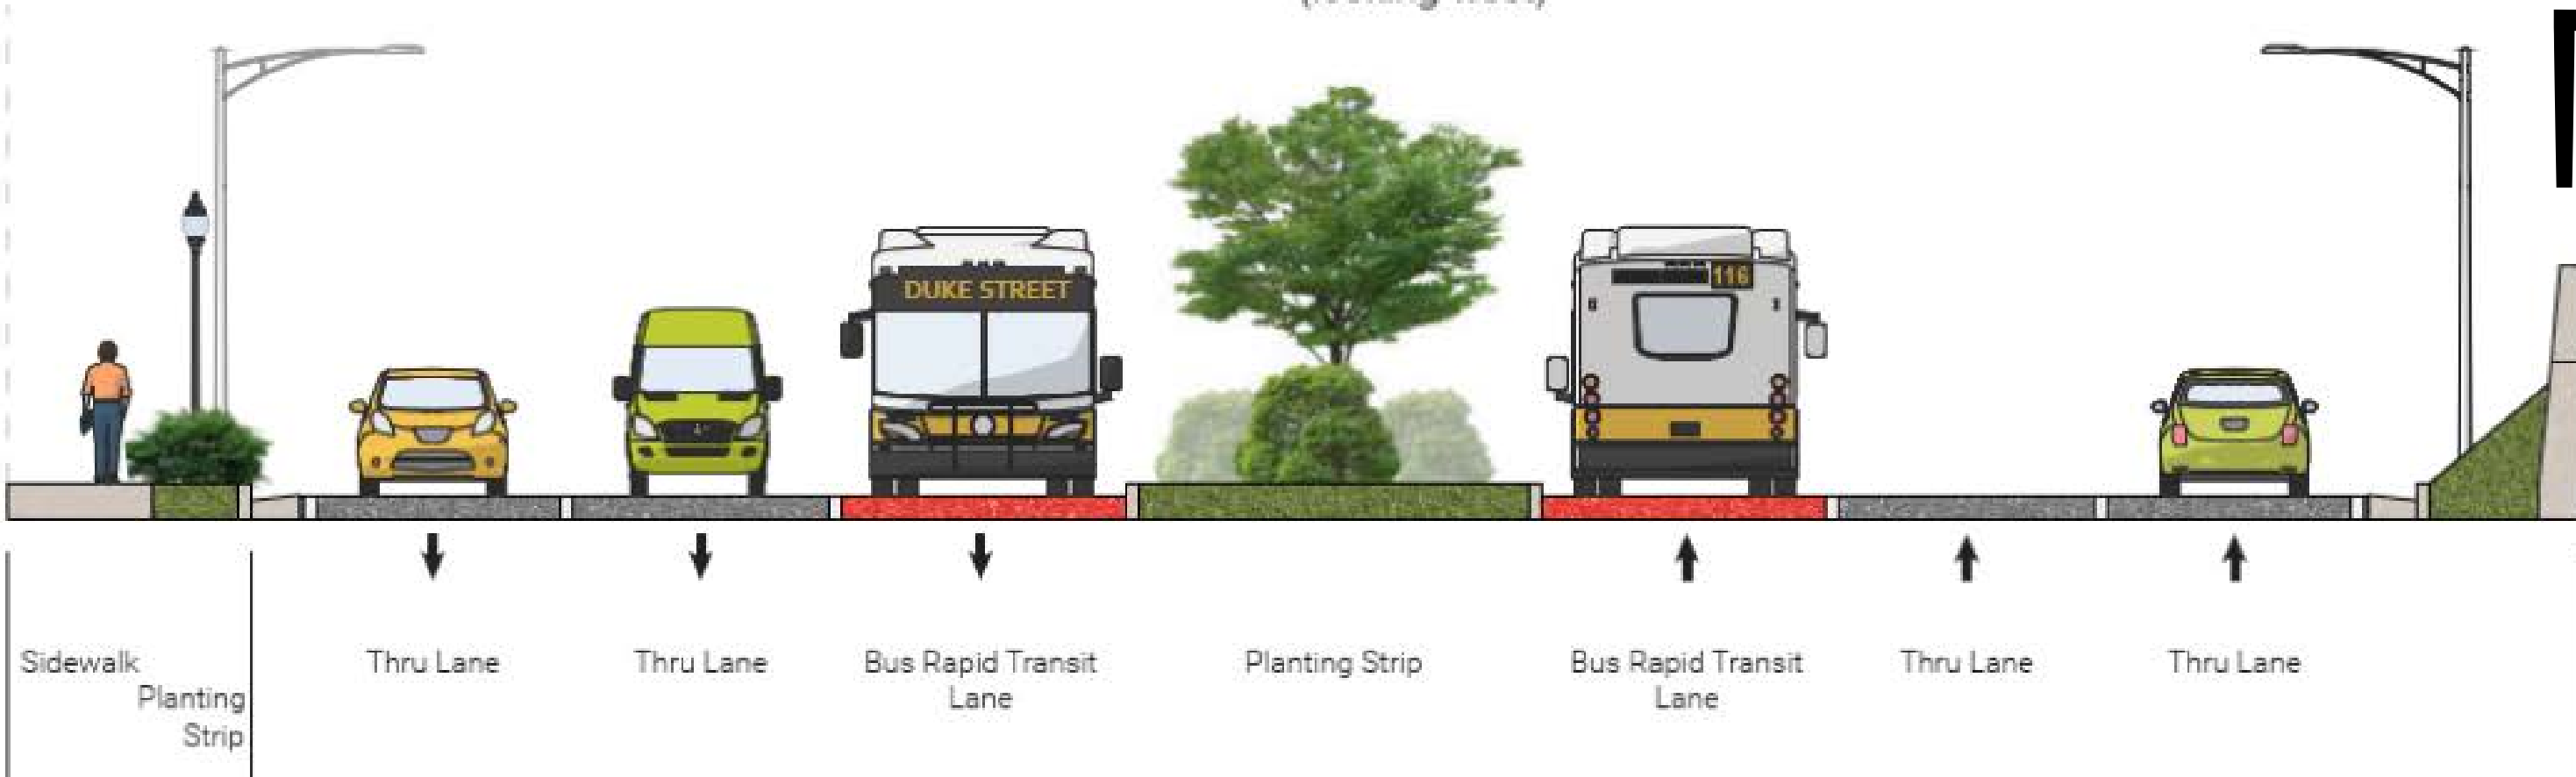 DUKE STREET
116
Sidewalk
Planting
Strip
Thru Lane
Thru Lane
Bus Rapid Transit
Lane
Planting Strip
Bus Rapid Transit
Lane
Thru Lane
Thru Lane